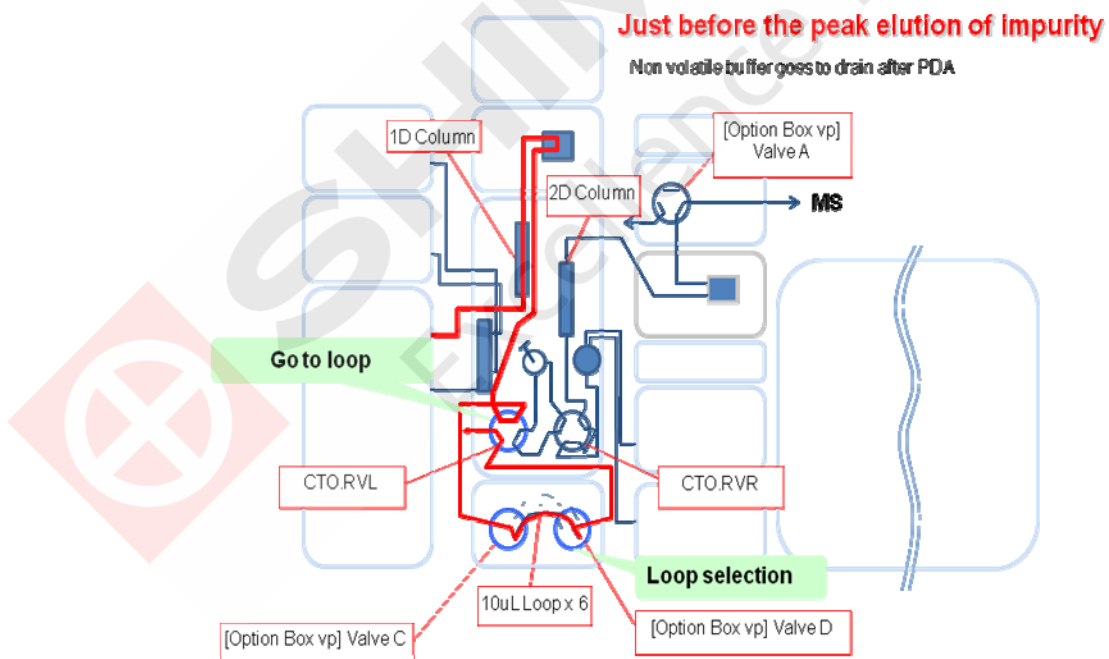 Just before the peak elution of impurity
Non volatile buffer goes to drain after PDA
1D Column
[Option Box vp]
Valve A
2D Column
MS
Go to loop
CTO.RVL
CTO.RVR
Loop selection
10uL Loop x 6
[Option Box vp] Valve C
[Option Box vp] Valve D
Excellence